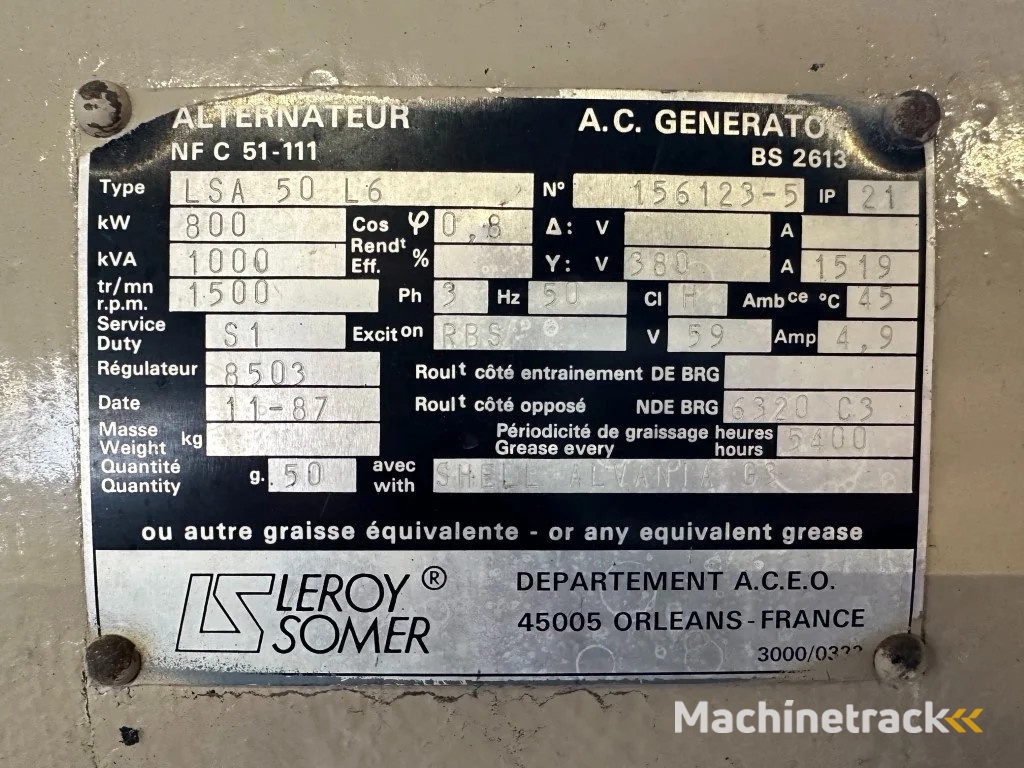 ALTERNATEUR A.C. GENERATO
NF C 51-111 BS 2613
Type LSA 50 L6 N° 156123-5 IP 21
kW 800 Cos φ 0,8 Δ: V A
kVA 1000 Rendt Eff. % Y: V 380 A 1519
tr/mn r.p.m. 1500 Ph 3 Hz 50 Cl H Ambce °C 45
Service Duty S1 Exciton RBS V 59 Amp 4,9
Régulateur 8503 Roult côté entrainement DE BRG
Date 11-87 Roult côté opposé NDE BRG 6320 C3
Masse Weight kg Périodicité de graissage heures Grease every hours 5400
Quantité Quantity g. 50 avec with SHELL ALVANIA G3
ou autre graisse équivalente - or any equivalent grease
LS LEROY SOMER ® DEPARTEMENT A.C.E.O.
45005 ORLEANS - FRANCE
Machinetrack